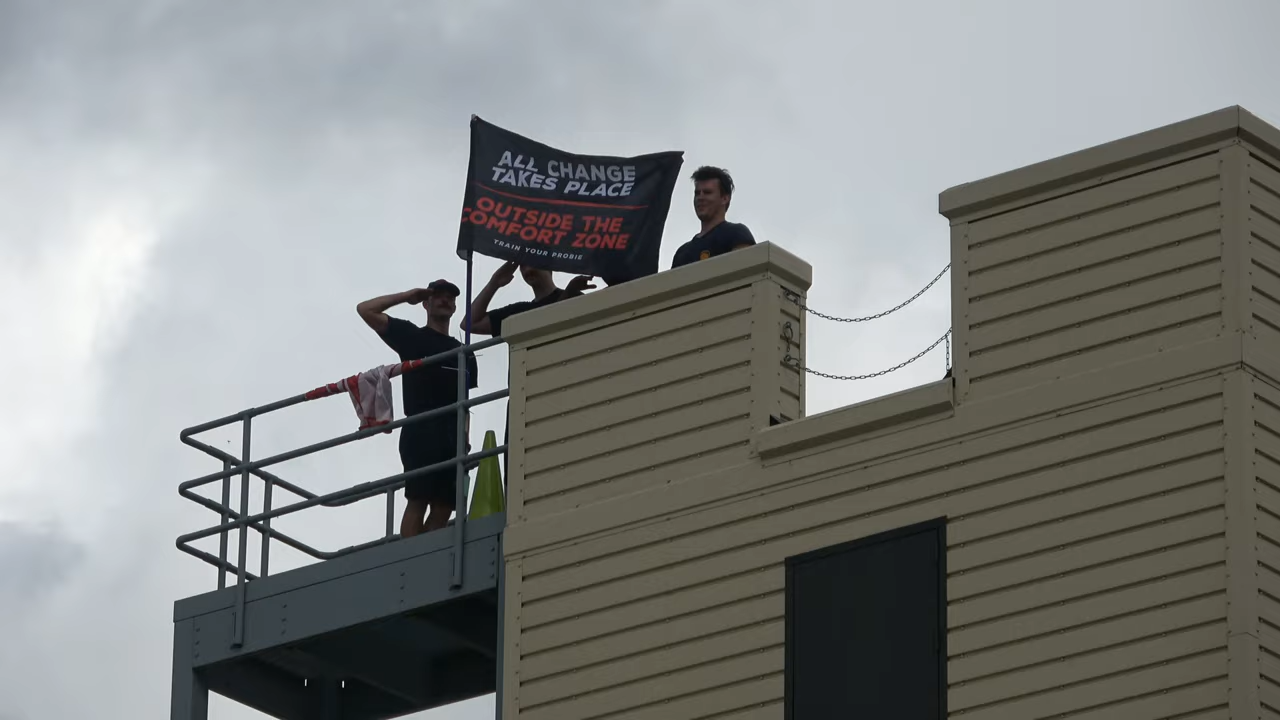 ALL CHANGE
TAKES PLACE
OUTSIDE THE
COMFORT ZONE
TRAIN YOUR PROBIE